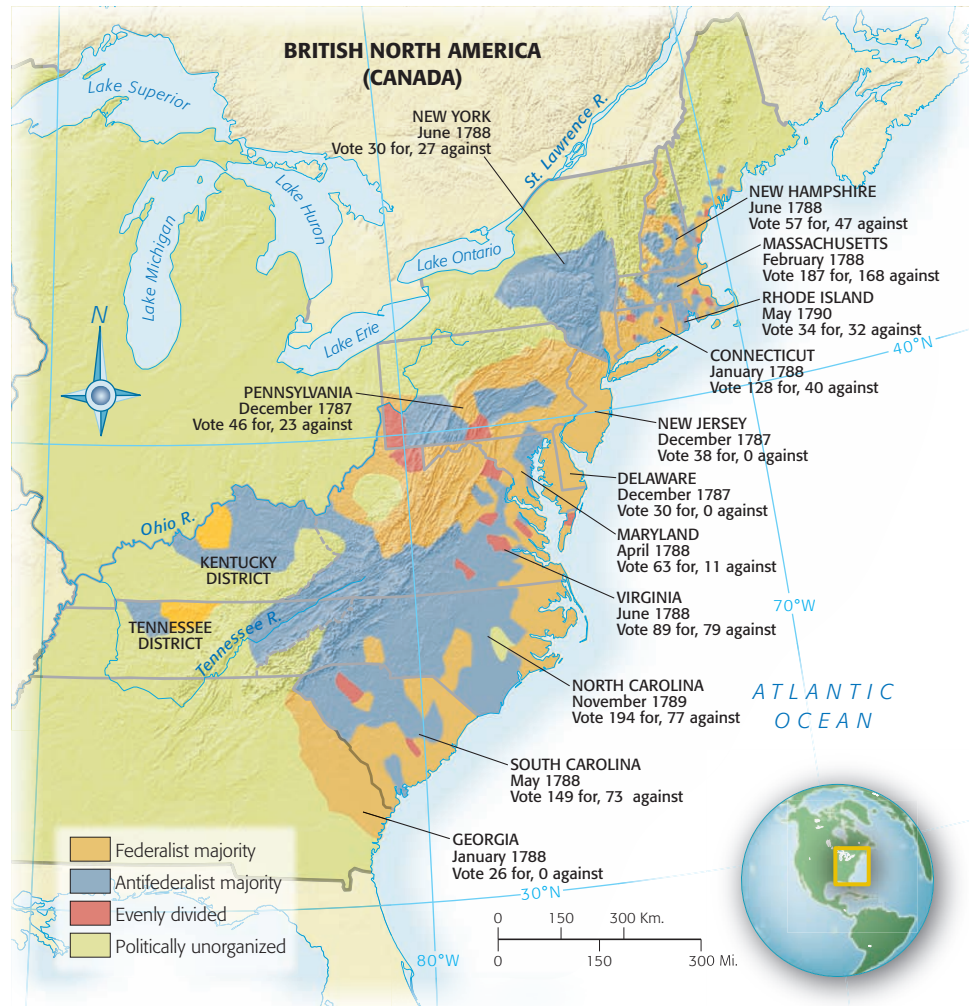 BRITISH NORTH AMERICA
(CANADA)
Lake Superior
NEW YORK
June 1788
Vote 30 for, 27 against
St. Lawrence R.
Lake Huron
Lake Michigan
Lake Ontario
Lake Erie
NEW HAMPSHIRE
June 1788
Vote 57 for, 47 against
MASSACHUSETTS
February 1788
Vote 187 for, 168 against
RHODE ISLAND
May 1790
Vote 34 for, 32 against
40°N
CONNECTICUT
January 1788
Vote 128 for, 40 against
N
PENNSYLVANIA
December 1787
Vote 46 for, 23 against
NEW JERSEY
December 1787
Vote 38 for, 0 against
DELAWARE
December 1787
Vote 30 for, 0 against
MARYLAND
April 1788
Vote 63 for, 11 against
Ohio R.
KENTUCKY
DISTRICT
VIRGINIA
June 1788
Vote 89 for, 79 against
70°W
TENNESSEE
DISTRICT
Tennessee R.
NORTH CAROLINA
November 1789
Vote 194 for, 77 against
ATLANTIC
OCEAN
SOUTH CAROLINA
May 1788
Vote 149 for, 73 against
GEORGIA
January 1788
Vote 26 for, 0 against
30°N
80°W
Federalist majority
Antifederalist majority
Evenly divided
Politically unorganized
0 150 300 Km.
0 150 300 Mi.